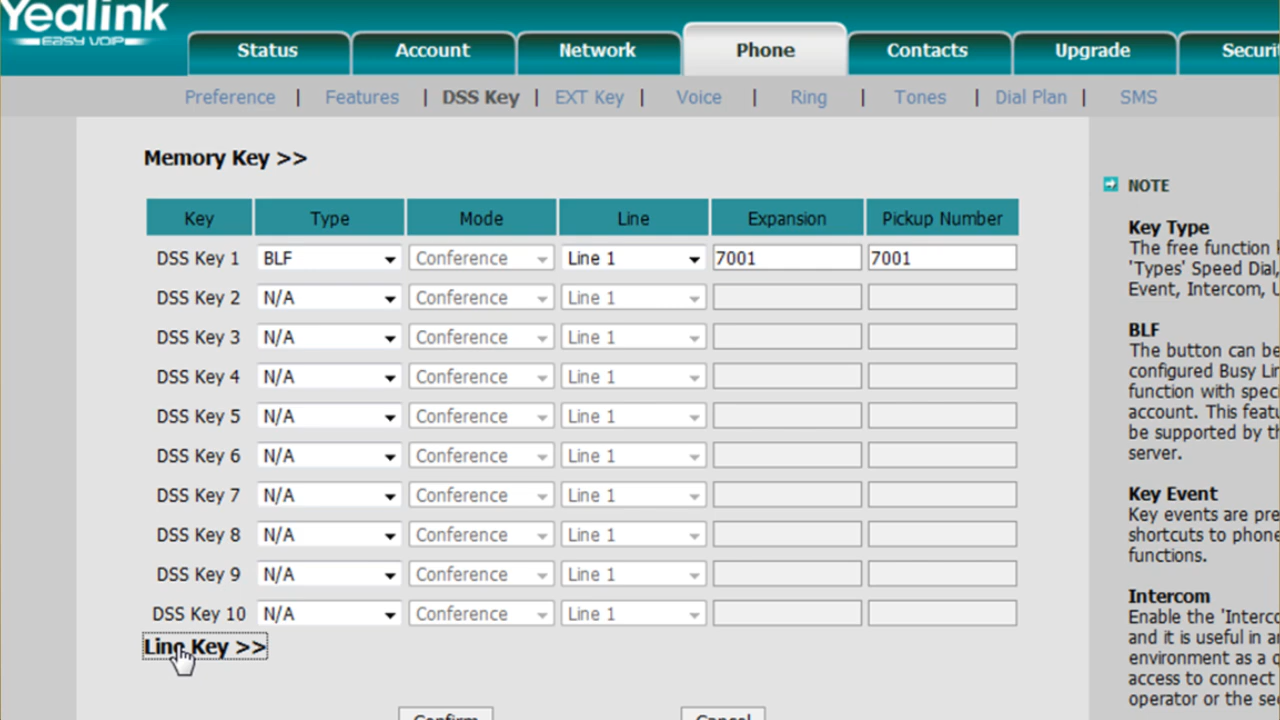 Yealink
EASY VOIP
Status Account Network Phone Contacts Upgrade
Preference | Features | DSS Key | EXT Key | Voice | Ring | Tones | Dial Plan | SMS
Memory Key >>
Key Type Mode Line Expansion Pickup Number
DSS Key 1 BLF Conference Line 1 7001 7001
DSS Key 2 N/A Conference Line 1
DSS Key 3 N/A Conference Line 1
DSS Key 4 N/A Conference Line 1
DSS Key 5 N/A Conference Line 1
DSS Key 6 N/A Conference Line 1
DSS Key 7 N/A Conference Line 1
DSS Key 8 N/A Conference Line 1
DSS Key 9 N/A Conference Line 1
DSS Key 10 N/A Conference Line 1
Line Key >>
Confirm Cancel
NOTE
Key Type
The free function
'Types' Speed Dial,
Event, Intercom,
BLF
The button can be
configured Busy
function with
account. This
be supported by
server.
Key Event
Key events are
shortcuts to phone
functions.
Intercom
Enable the
and it is useful in
environment as a
access to connect
operator or the